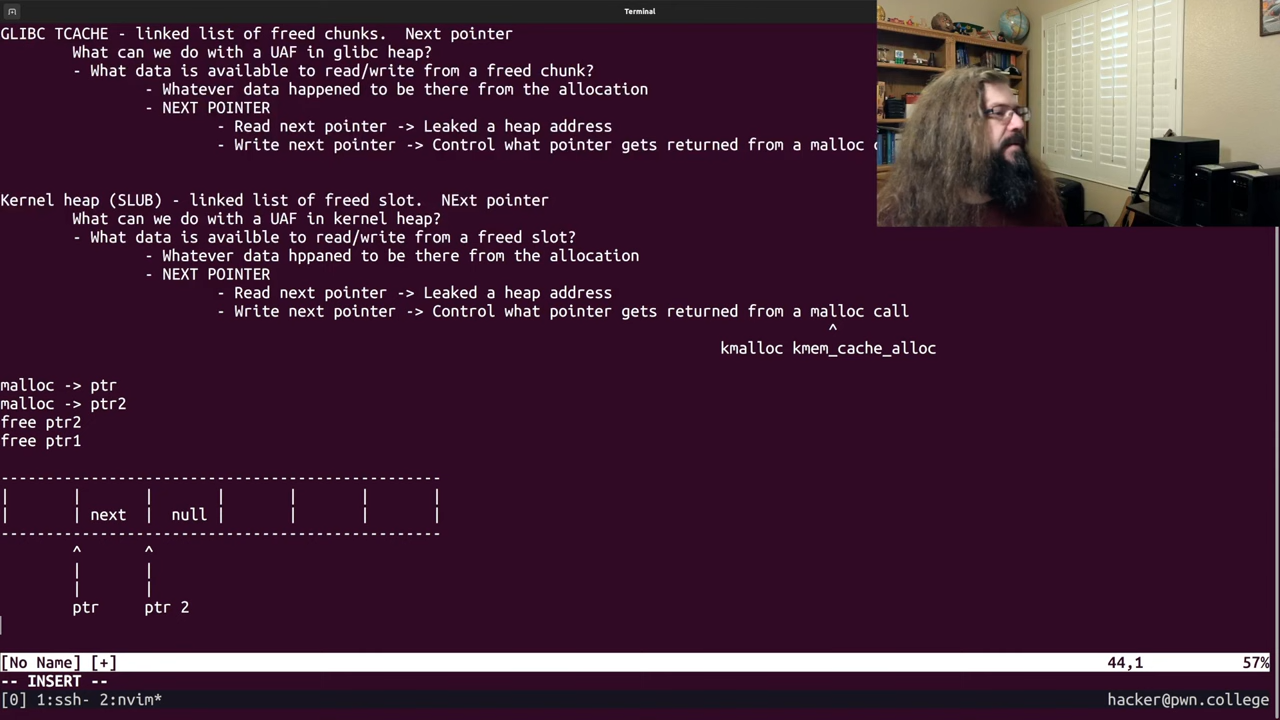 Terminal
GLIBC TCACHE - linked list of freed chunks.  Next pointer
What can we do with a UAF in glibc heap?
- What data is available to read/write from a freed chunk?
- Whatever data happened to be there from the allocation
- NEXT POINTER
- Read next pointer -> Leaked a heap address
- Write next pointer -> Control what pointer gets returned from a malloc c
Kernel heap (SLUB) - linked list of freed slot.  NExt pointer
What can we do with a UAF in kernel heap?
- What data is availble to read/write from a freed slot?
- Whatever data hppaned to be there from the allocation
- NEXT POINTER
- Read next pointer -> Leaked a heap address
- Write next pointer -> Control what pointer gets returned from a malloc call
^
kmalloc kmem_cache_alloc
malloc -> ptr
malloc -> ptr2
free ptr2
free ptr1
-------------------------------------------------
|       |       |       |       |       |       |
|       | next  |  null |       |       |       |
-------------------------------------------------
^       ^
|       |
|       |
ptr     ptr 2
[No Name] [+] 44,1 57%
-- INSERT --
[0] 1:ssh- 2:nvim* hacker@pwn.college